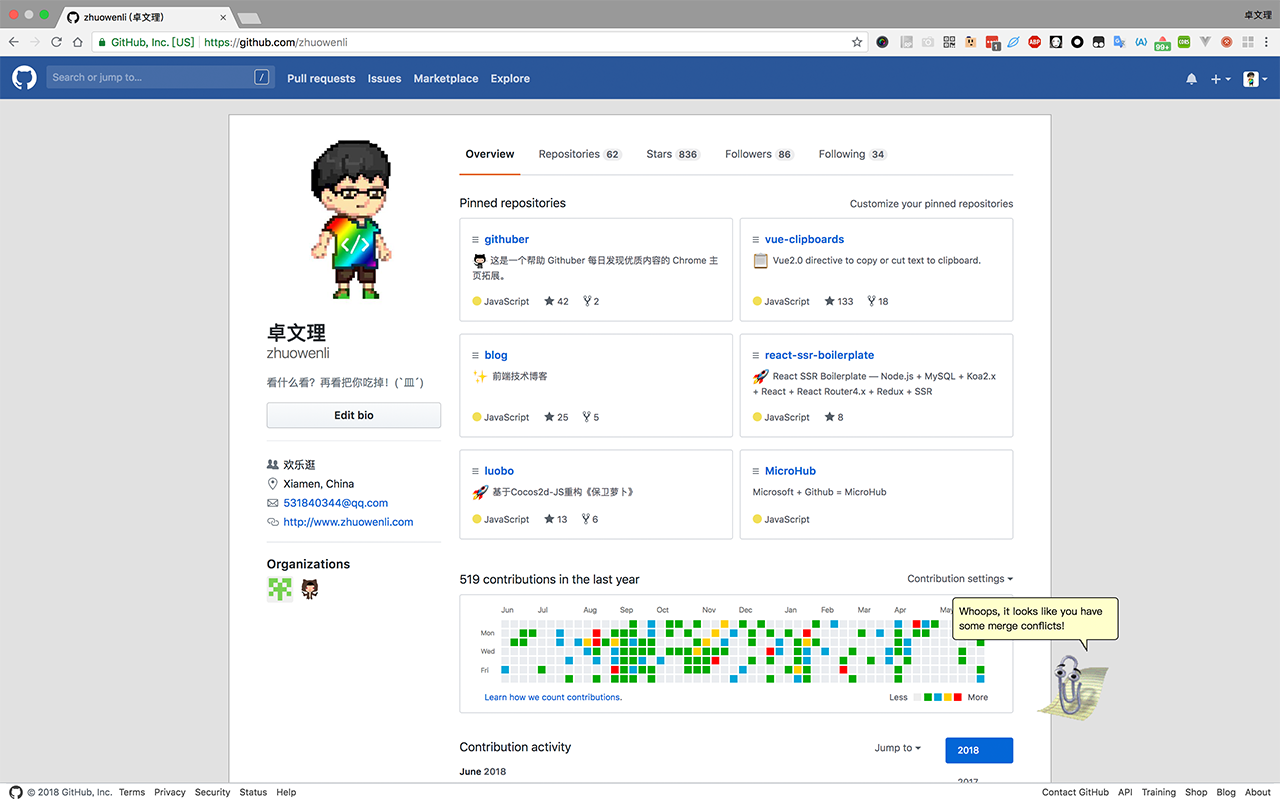 zhuowenli (卓文理)
卓文理
GitHub, Inc. [US] https://github.com/zhuowenli
1
ABP
99+
CORS
Search or jump to...
/
Pull requests Issues Marketplace Explore
Overview Repositories 62 Stars 836 Followers 86 Following 34
</>
卓文理
zhuowenli
看什么看？再看把你吃掉！(`皿´)
Edit bio
欢乐逛
Xiamen, China
531840344@qq.com
http://www.zhuowenli.com
Organizations
Pinned repositories Customize your pinned repositories
githuber
这是一个帮助 Githuber 每日发现优质内容的 Chrome 主
页拓展。
JavaScript 42 2
vue-clipboards
Vue2.0 directive to copy or cut text to clipboard.
JavaScript 133 18
blog
前端技术博客
JavaScript 25 5
react-ssr-boilerplate
React SSR Boilerplate — Node.js + MySQL + Koa2.x
+ React + React Router4.x + Redux + SSR
JavaScript 8
luobo
基于Cocos2d-JS重构《保卫萝卜》
JavaScript 13 6
MicroHub
Microsoft + Github = MicroHub
JavaScript
519 contributions in the last year Contribution settings
Jun Jul Aug Sep Oct Nov Dec Jan Feb Mar Apr May
Mon
Wed
Fri
Learn how we count contributions. Less More
Whoops, it looks like you have
some merge conflicts!
Contribution activity Jump to 2018
June 2018
2017
© 2018 GitHub, Inc. Terms Privacy Security Status Help Contact GitHub API Training Shop Blog About